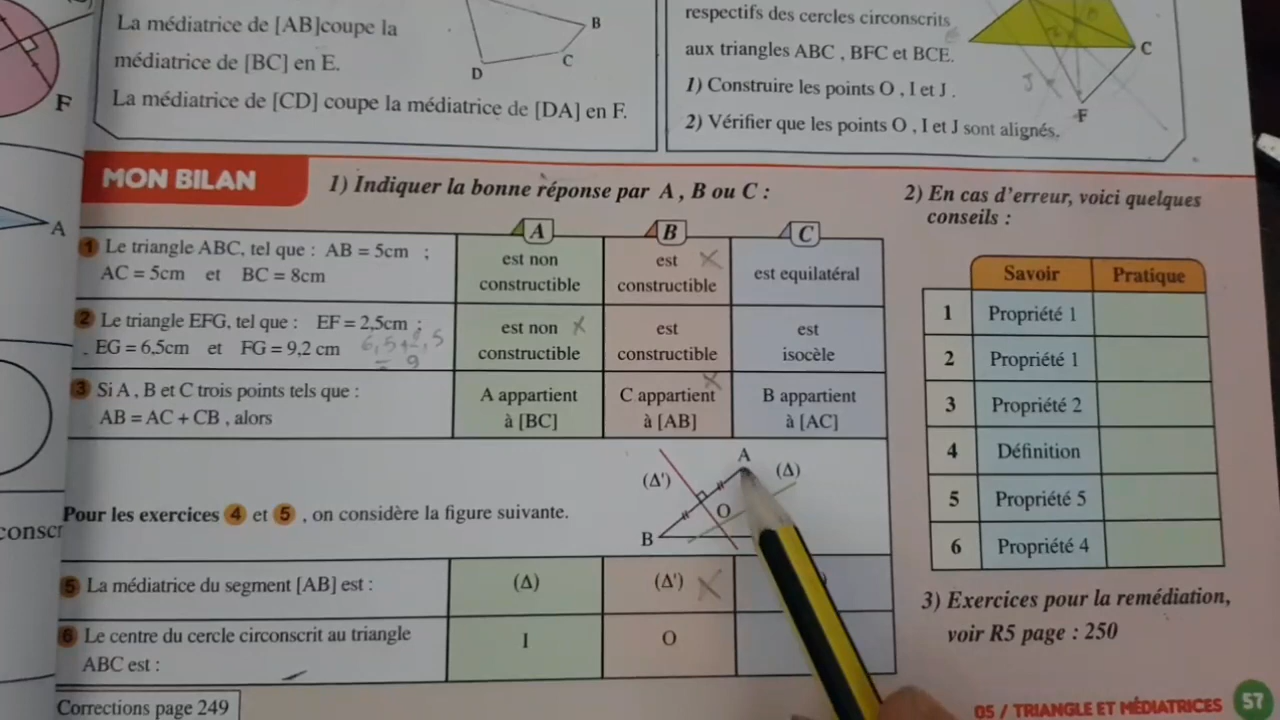 La médiatrice de [AB]coupe la
médiatrice de [BC] en E.
La médiatrice de [CD] coupe la médiatrice de [DA] en F.
B
C
D
F
A
respectifs des cercles circonscrits
aux triangles ABC , BFC et BCE.
1) Construire les points O , I et J .
2) Vérifier que les points O , I et J sont alignés.
C
J
F
MON BILAN
1) Indiquer la bonne réponse par A , B ou C :
A
B
C
1 Le triangle ABC, tel que : AB = 5cm ;
AC = 5cm et BC = 8cm
est non
constructible
est
constructible
est equilatéral
2 Le triangle EFG, tel que : EF = 2,5cm ;
EG = 6,5cm et FG = 9,2 cm
6,5+2,5
= 9
est non
constructible
est
constructible
est
isocèle
3 Si A , B et C trois points tels que :
AB = AC + CB , alors
A appartient
à [BC]
C appartient
à [AB]
B appartient
à [AC]
Pour les exercices 4 et 5 , on considère la figure suivante.
(Δ')
A
(Δ)
O
B
5 La médiatrice du segment [AB] est :
(Δ)
(Δ')
6 Le centre du cercle circonscrit au triangle
ABC est :
I
O
Corrections page 249
2) En cas d'erreur, voici quelques
conseils :
Savoir Pratique
1 Propriété 1
2 Propriété 1
3 Propriété 2
4 Définition
5 Propriété 5
6 Propriété 4
3) Exercices pour la remédiation,
voir R5 page : 250
05 / TRIANGLE ET MÉDIATRICES 57